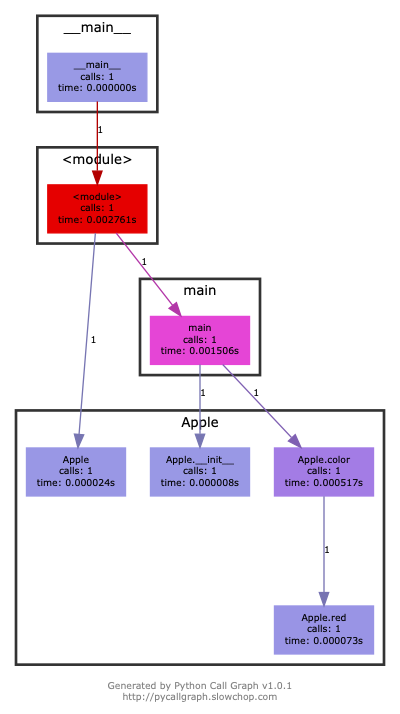 __main__
__main__
calls: 1
time: 0.000000s
1
<module>
<module>
calls: 1
time: 0.002761s
1
main
main
calls: 1
time: 0.001506s
1
1
1
Apple
Apple
calls: 1
time: 0.000024s
Apple.__init__
calls: 1
time: 0.000008s
Apple.color
calls: 1
time: 0.000517s
1
Apple.red
calls: 1
time: 0.000073s
Generated by Python Call Graph v1.0.1
http://pycallgraph.slowchop.com